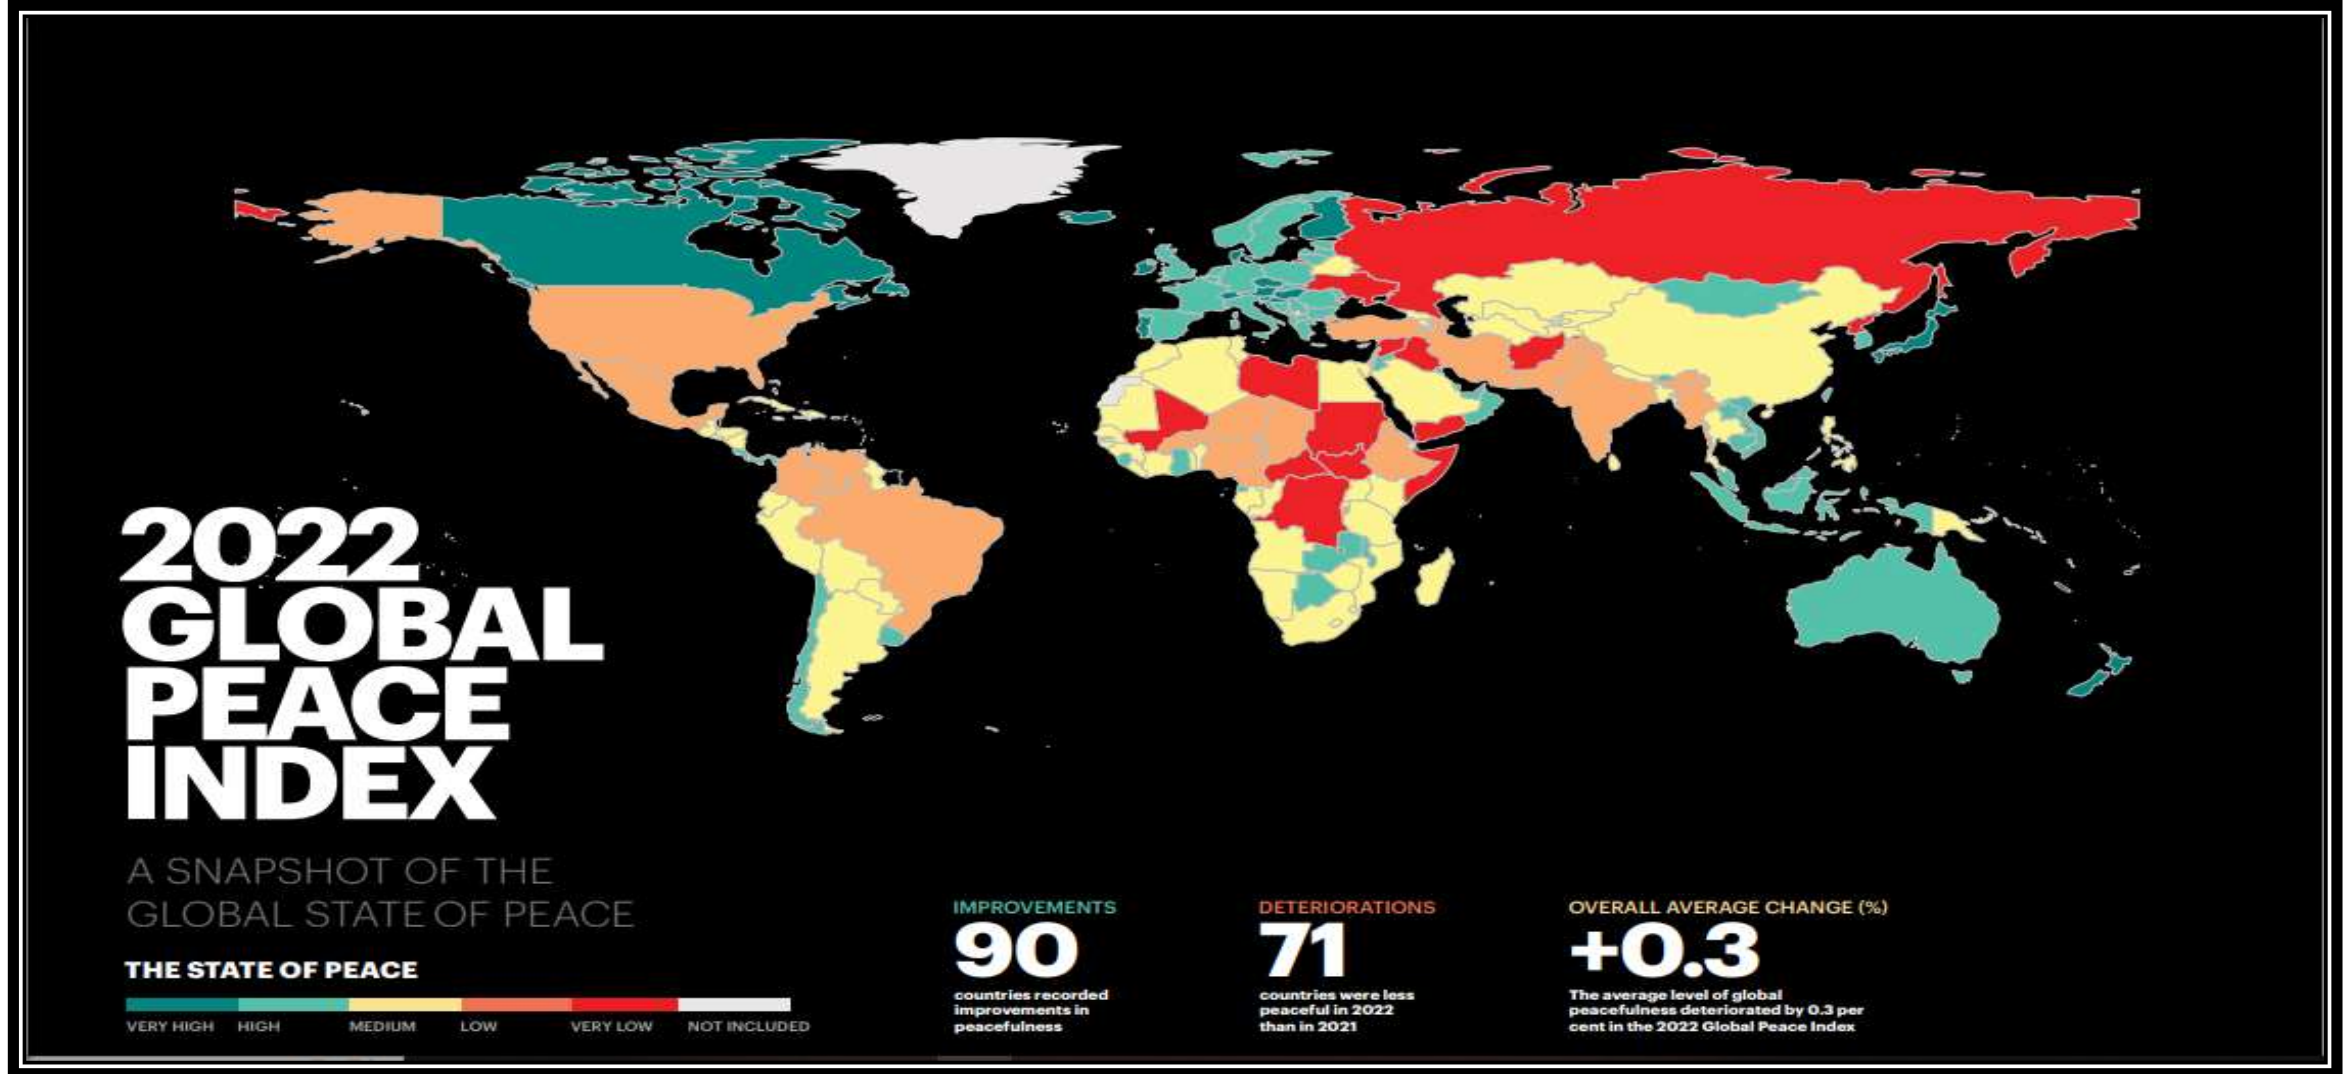 2022
GLOBAL
PEACE
INDEX
A SNAPSHOT OF THE
GLOBAL STATE OF PEACE
THE STATE OF PEACE
VERY HIGH HIGH MEDIUM LOW VERY LOW NOT INCLUDED
IMPROVEMENTS
90
countries recorded
improvements in
peacefulness
DETERIORATIONS
71
countries were less
peaceful in 2022
than in 2021
OVERALL AVERAGE CHANGE (%)
+0.3
The average level of global
peacefulness deteriorated by 0.3 per
cent in the 2022 Global Peace Index